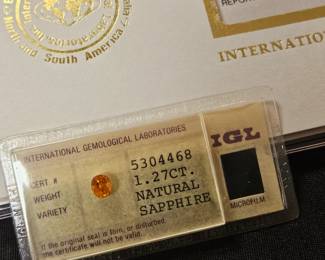 North and South America
REPOR
INTERNATION
INTERNATIONAL GEMOLOGICAL LABORATORIES
IGL
CERT # 5304468
WEIGHT 1.27CT.
VARIETY NATURAL
SAPPHIRE
MICROFILM
If the original seal is torn, or disturbed,
the certificate will not be valid.